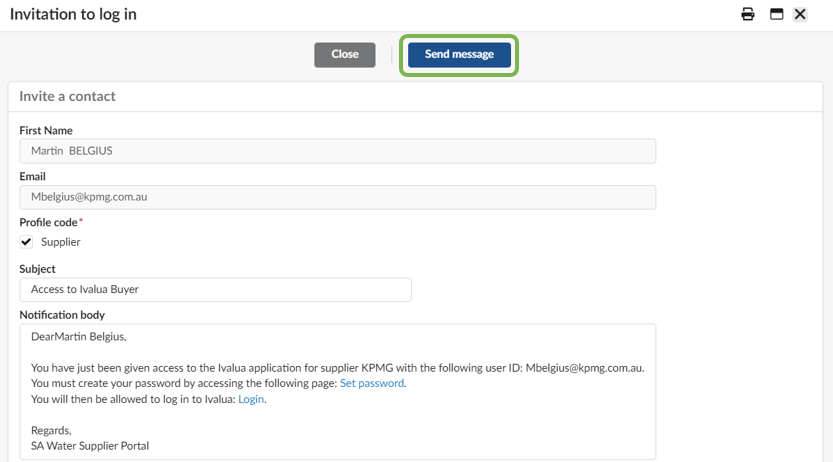 Invitation to log in
Close
Send message
Invite a contact
First Name
Martin  BELGIUS
Email
Mbelgius@kpmg.com.au
Profile code*
Supplier
Subject
Access to Ivalua Buyer
Notification body
DearMartin Belgius,
You have just been given access to the Ivalua application for supplier KPMG with the following user ID: Mbelgius@kpmg.com.au.
You must create your password by accessing the following page: Set password.
You will then be allowed to log in to Ivalua: Login.
Regards,
SA Water Supplier Portal